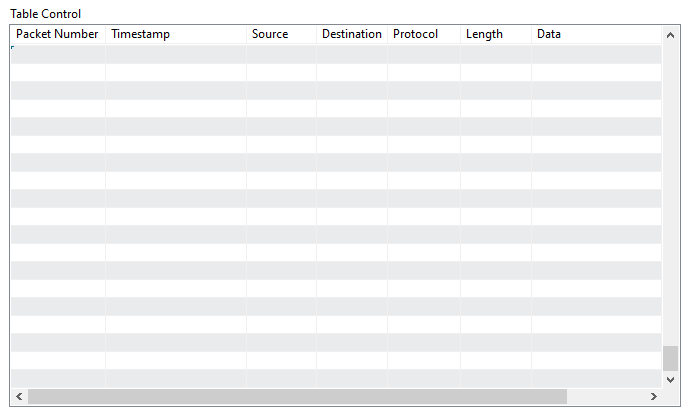 Table Control
Packet Number Timestamp Source Destination Protocol Length Data